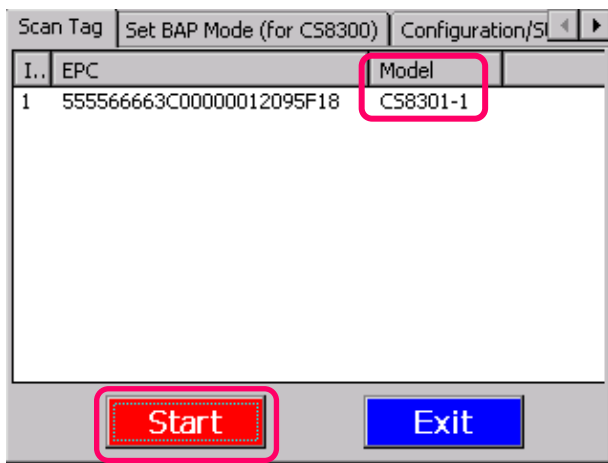 Scan Tag Set BAP Mode (for CS8300) Configuration/S
I.. EPC Model
1 555566663C00000012095F18 CS8301-1
Start Exit